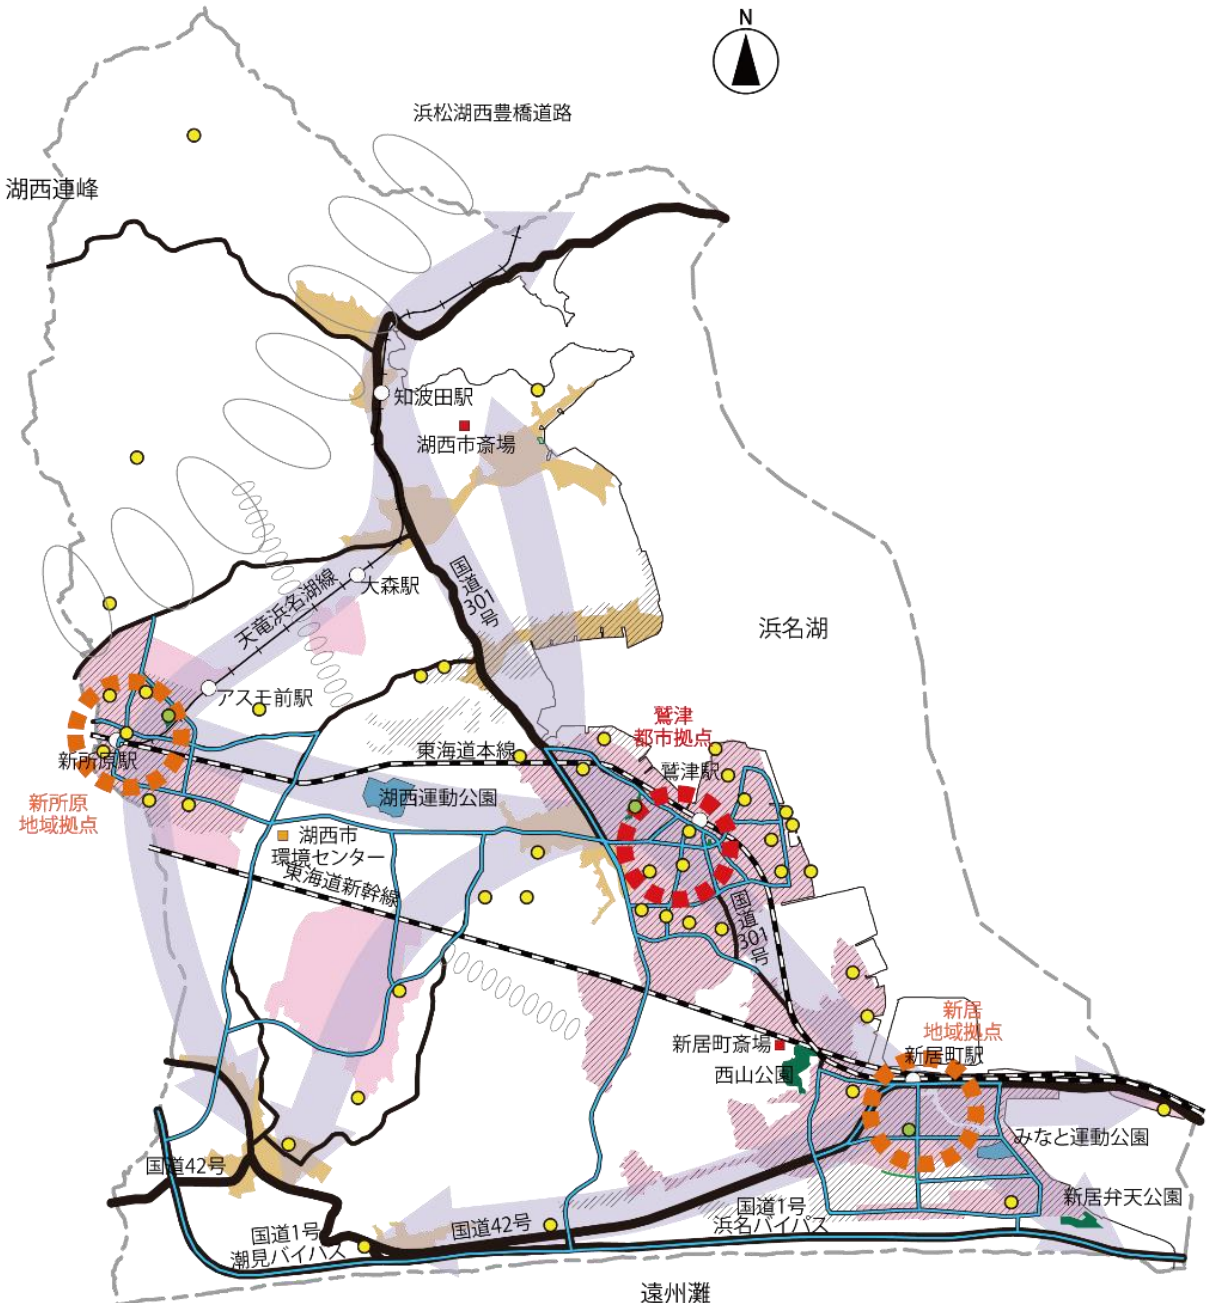 N
浜松湖西豊橋道路
湖西連峰
知波田駅
湖西市斎場
国道301号
大森駅
天竜浜名湖線
浜名湖
アスモ前駅
鷲津
都市拠点
東海道本線
新所原駅
鷲津駅
湖西運動公園
新所原
地域拠点
湖西市
環境センター
東海道新幹線
国道301号
新居
地域拠点
新居町斎場
新居町駅
西山公園
みなと運動公園
国道42号
新居弁天公園
国道1号
浜名バイパス
国道42号
国道1号
潮見バイパス
遠州灘